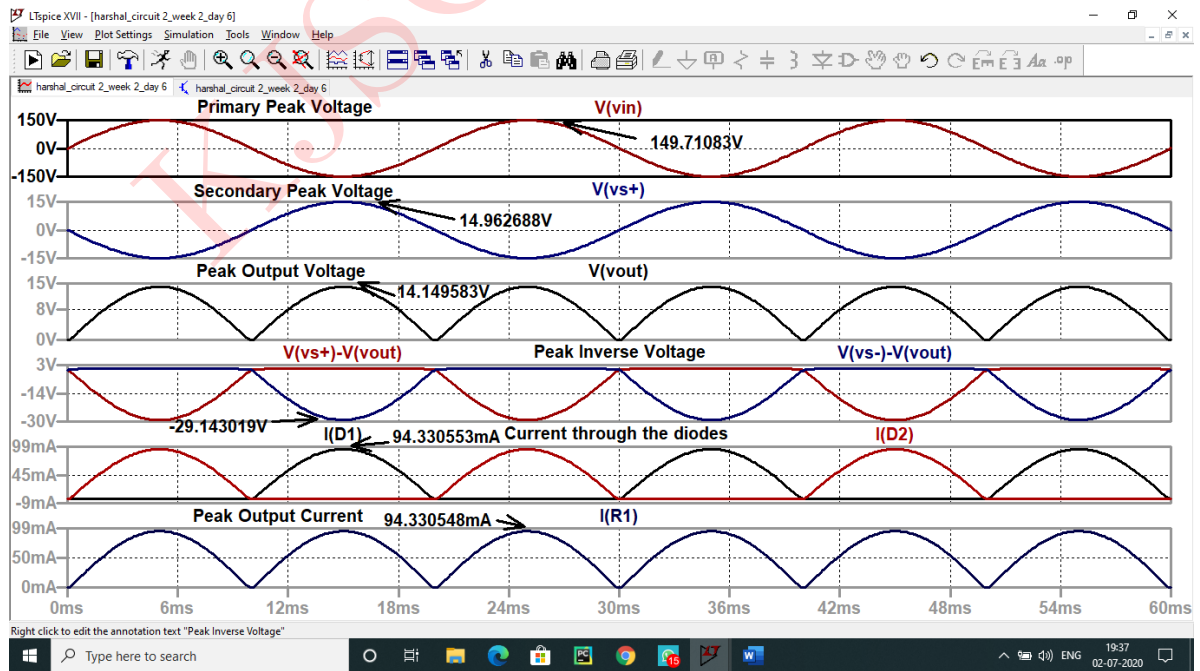 LTspice XVII - [harshal_circuit 2_week 2_day 6]
File View Plot Settings Simulation Tools Window Help
harshal_circuit 2_week 2_day 6 harshal_circuit 2_week 2_day 6
Primary Peak Voltage V(vin)
150V
0V
-150V
149.71083V
Secondary Peak Voltage V(vs+)
15V
0V
-15V
14.962688V
Peak Output Voltage V(vout)
15V
8V
0V
14.149583V
V(vs+)-V(vout) Peak Inverse Voltage V(vs-)-V(vout)
3V
-14V
-30V
-29.143019V
I(D1) 94.330553mA Current through the diodes I(D2)
99mA
45mA
-9mA
Peak Output Current 94.330548mA I(R1)
99mA
50mA
0mA
0ms 6ms 12ms 18ms 24ms 30ms 36ms 42ms 48ms 54ms 60ms
Right click to edit the annotation text "Peak Inverse Voltage"
Type here to search
15
ENG
19:37
02-07-2020